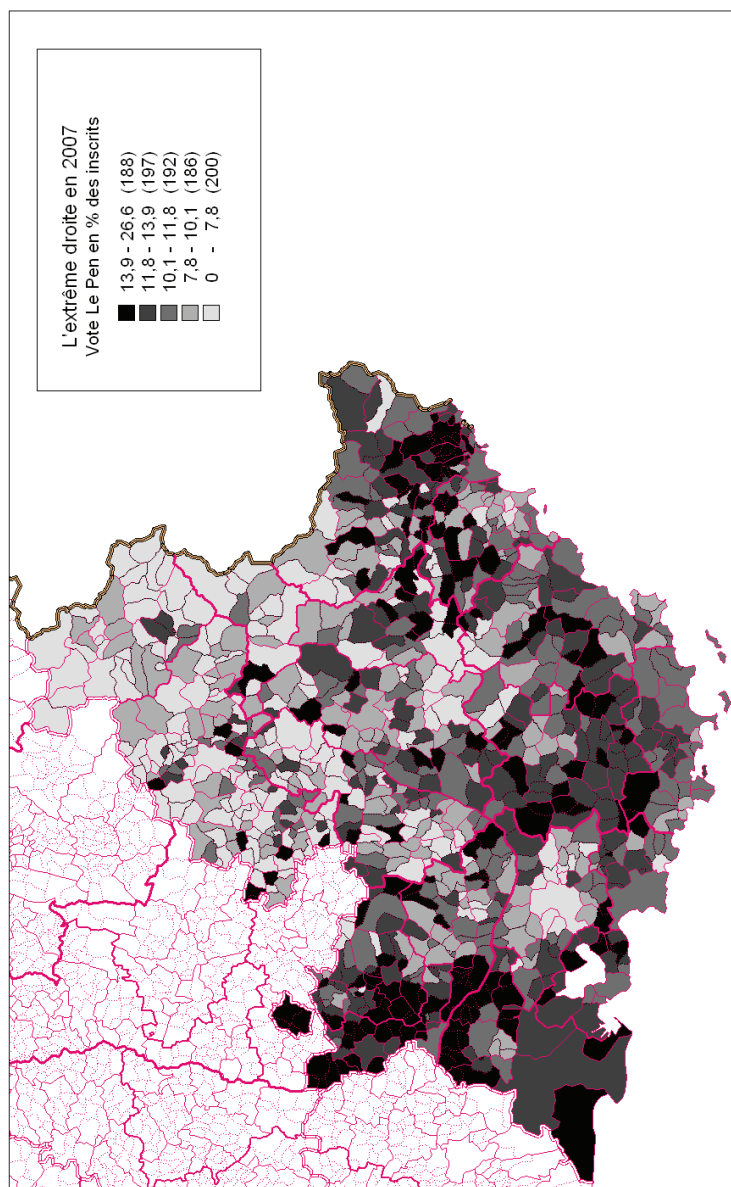 L'extrême droite en 2007
Vote Le Pen en % des inscrits
13,9 - 26,6 (188)
11,8 - 13,9 (197)
10,1 - 11,8 (192)
7,8 - 10,1 (186)
0 - 7,8 (200)